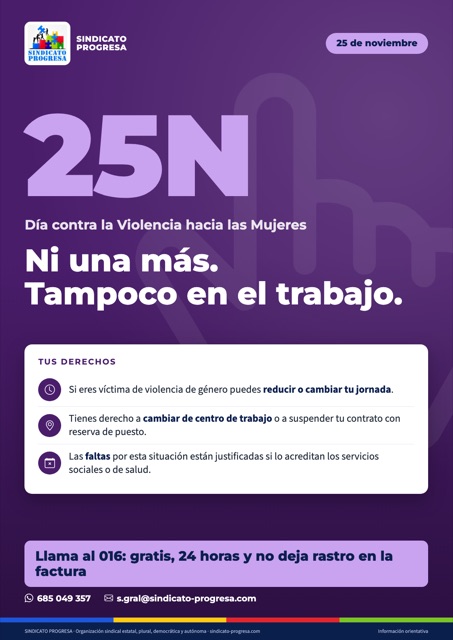 SINDICATO
PROGRESA
SINDICATO
PROGRESA
25 de noviembre
25N
Día contra la Violencia hacia las Mujeres
Ni una más.
Tampoco en el trabajo.
TUS DERECHOS
Si eres víctima de violencia de género puedes reducir o cambiar tu jornada.
Tienes derecho a cambiar de centro de trabajo o a suspender tu contrato con
reserva de puesto.
Las faltas por esta situación están justificadas si lo acreditan los servicios
sociales o de salud.
Llama al 016: gratis, 24 horas y no deja rastro en la
factura
685 049 357 s.gral@sindicato-progresa.com
SINDICATO PROGRESA · Organización sindical estatal, plural, democrática y autónoma · sindicato-progresa.com Información orientativa